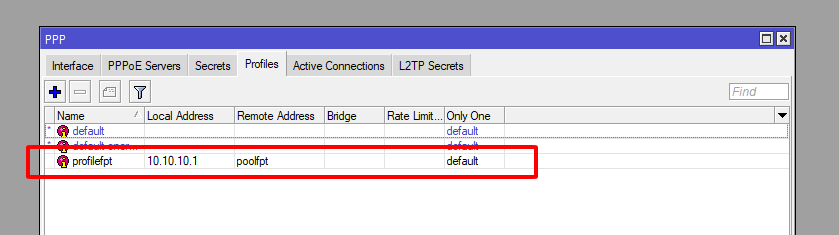 PPP
Interface PPPoE Servers Secrets Profiles Active Connections L2TP Secrets
Find
Name Local Address Remote Address Bridge Rate Limit... Only One
* default default
* default-encr... default
profilefpt 10.10.10.1 poolfpt default